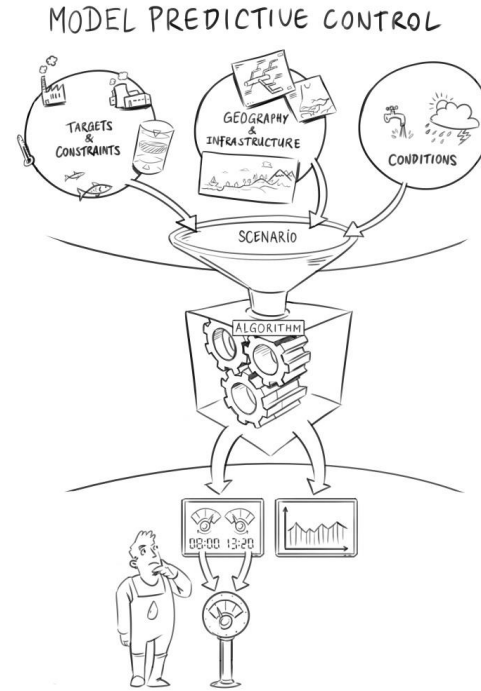 MODEL PREDICTIVE CONTROL
TARGETS
&
CONSTRAINTS
GEOGRAPHY
&
INFRASTRUCTURE
CONDITIONS
SCENARIO
ALGORITHM
08:00 13:20